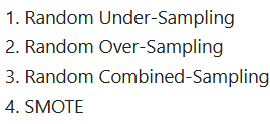 1. Random Under-Sampling
2. Random Over-Sampling
3. Random Combined-Sampling
4. SMOTE